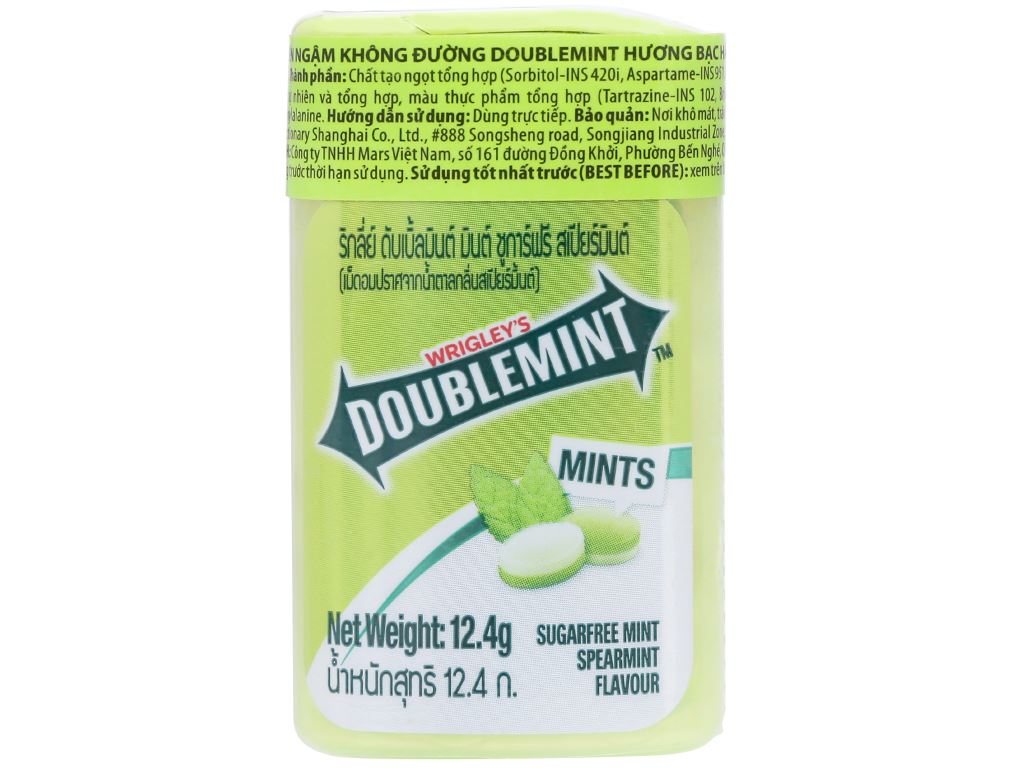 NGẬM KHÔNG ĐƯỜNG DOUBLEMINT HƯƠNG BẠC
phần: Chất tạo ngọt tổng hợp (Sorbitol-INS 420i, Aspartame-INS
nhiên và tổng hợp, màu thực phẩm tổng hợp (Tartrazine-INS 102,
Hướng dẫn sử dụng: Dùng trực tiếp. Bảo quản: Nơi khô mát,
Shanghai Co., Ltd., #888 Songsheng road, Songjiang Industrial Zone,
Công ty TNHH Mars Việt Nam, số 161 đường Đồng Khởi, Phường Bến Nghé,
trước thời hạn sử dụng. Sử dụng tốt nhất trước (BEST BEFORE): xem trên
ริกลี่ย์ ดับเบิ้ลมินต์ มินต์ ชูการ์ฟรี สเปียร์มินต์
(เม็ดอมปราศจากน้ำตาลกลิ่นสเปียร์มิ้นต์)
WRIGLEY'S
DOUBLEMINT™
MINTS
Net Weight: 12.4g
น้ำหนักสุทธิ 12.4 ก.
SUGARFREE MINT
SPEARMINT
FLAVOUR